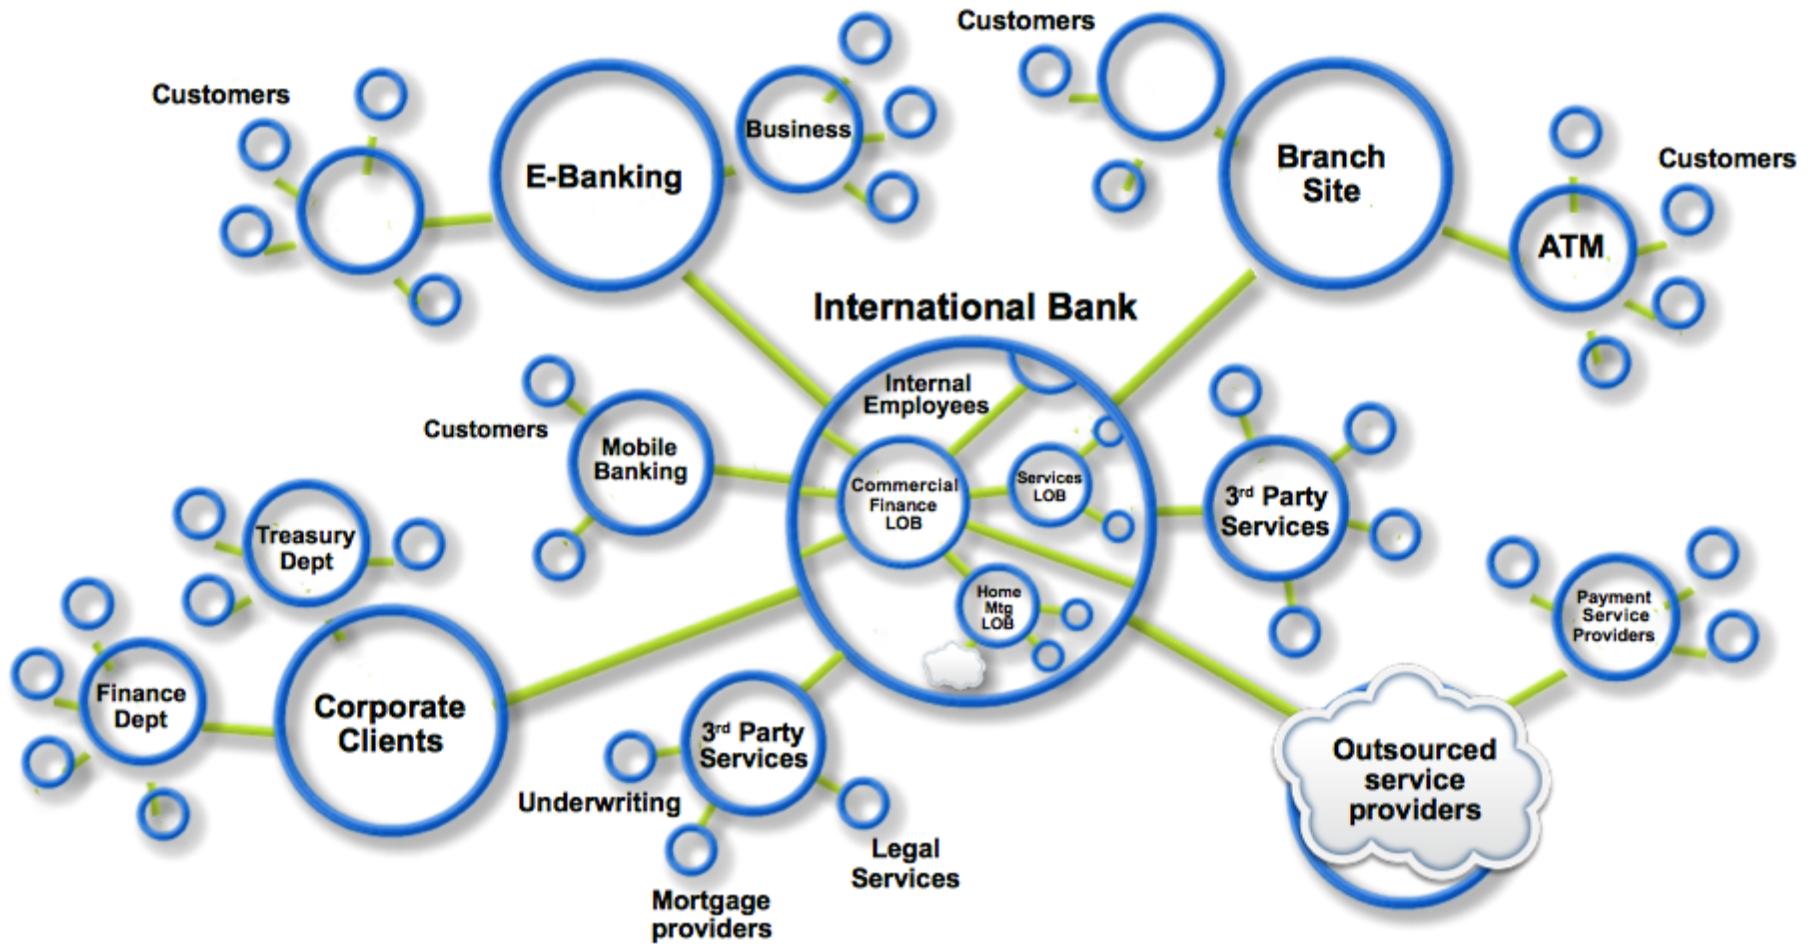 Customers
Customers
Business
E-Banking
Branch
Site
Customers
ATM
International Bank
Internal
Employees
Customers
Mobile
Banking
Commercial
Finance
LOB
Services
LOB
3rd Party
Services
Treasury
Dept
Home
Mtg
LOB
Payment
Service
Providers
Finance
Dept
Corporate
Clients
3rd Party
Services
Underwriting
Legal
Services
Mortgage
providers
Outsourced
service
providers